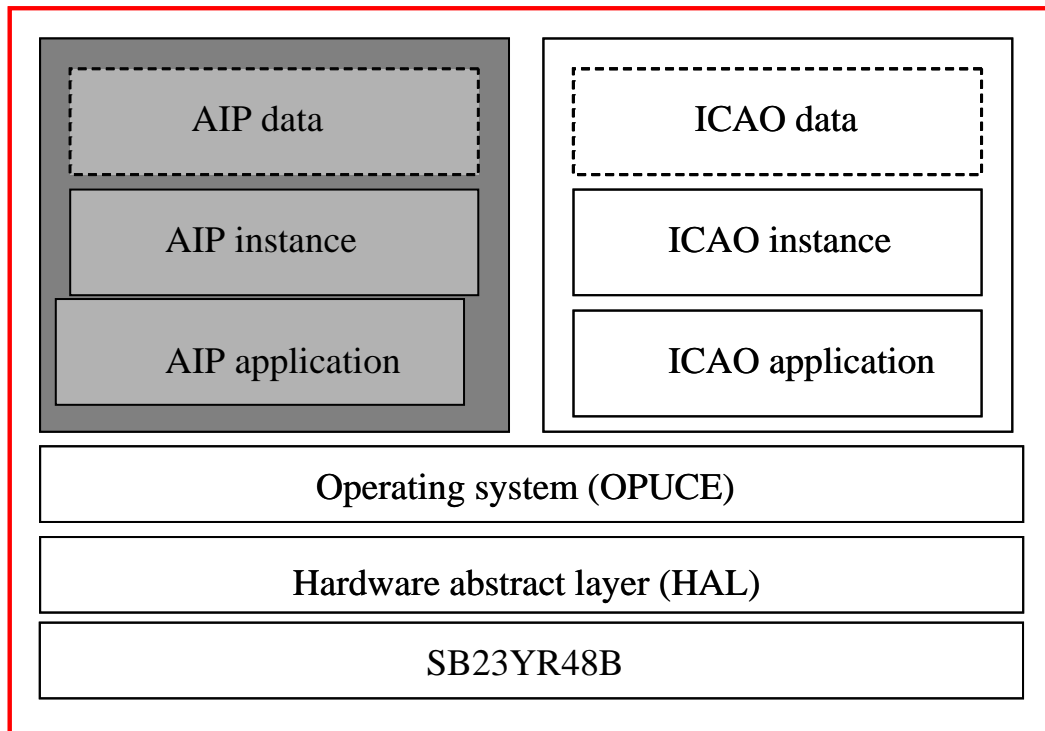 AIP data
AIP instance
AIP application
ICAO data
ICAO instance
ICAO application
Operating system (OPUCE)
Hardware abstract layer (HAL)
SB23YR48B